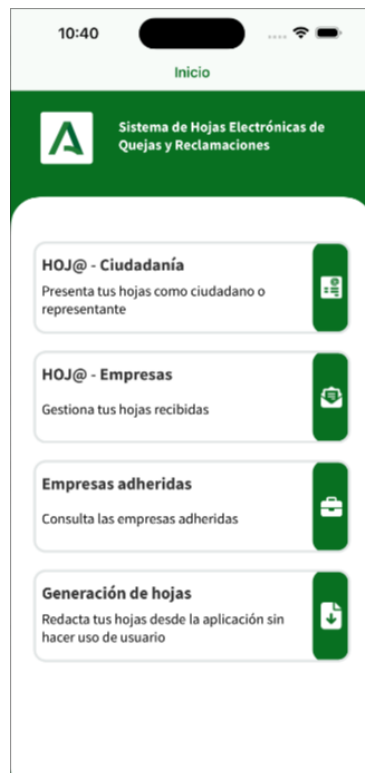 10:40
Inicio
Sistema de Hojas Electrónicas de
Quejas y Reclamaciones
HOJ@ - Ciudadanía
Presenta tus hojas como ciudadano o
representante
HOJ@ - Empresas
Gestiona tus hojas recibidas
Empresas adheridas
Consulta las empresas adheridas
Generación de hojas
Redacta tus hojas desde la aplicación sin
hacer uso de usuario